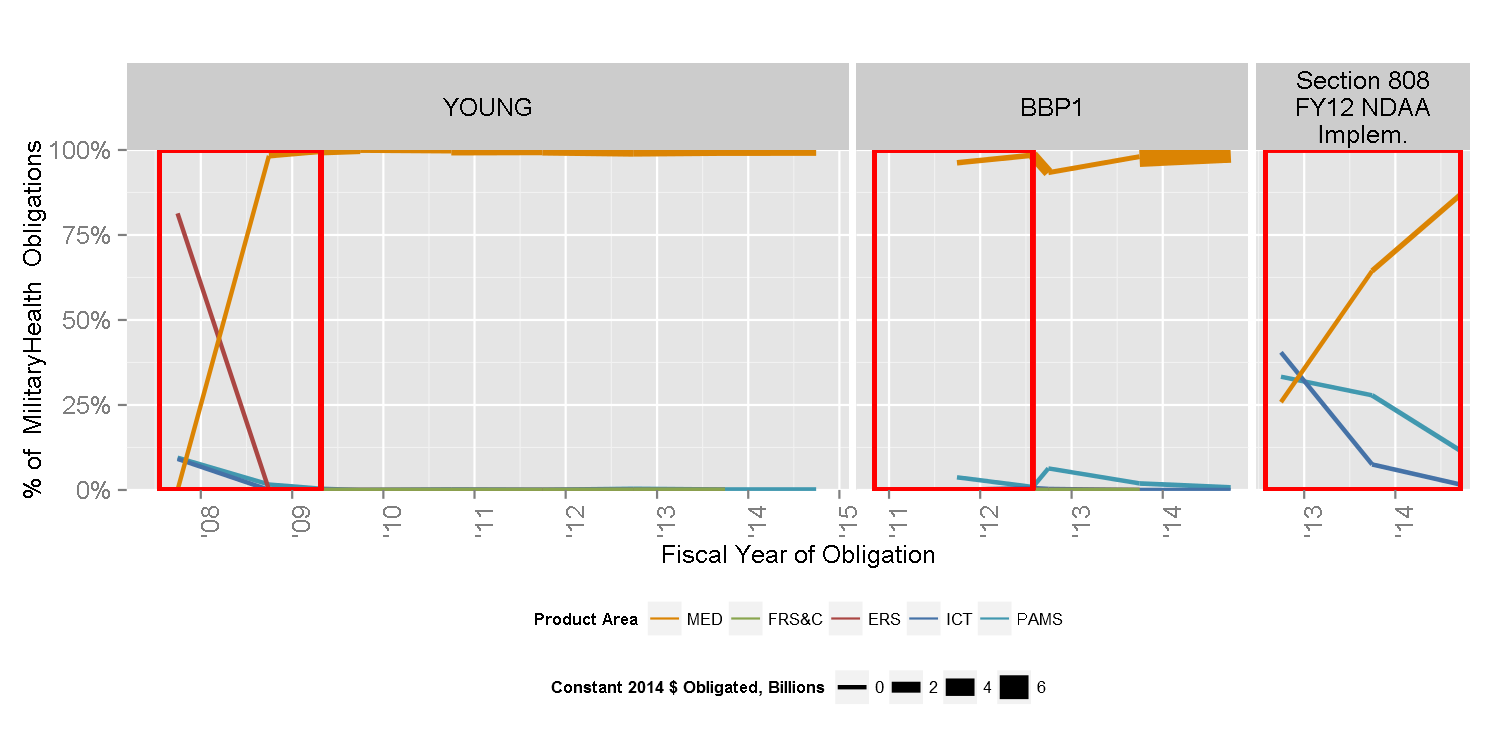 YOUNG
BBP1
Section 808
FY12 NDAA
Implem.
% of MilitaryHealth Obligations
100%
75%
50%
25%
0%
'08
'09
'10
'11
'12
'13
'14
'15
'11
'12
'13
'14
'13
'14
Fiscal Year of Obligation
Product Area MED FRS&C ERS ICT PAMS
Constant 2014 $ Obligated, Billions 0 2 4 6